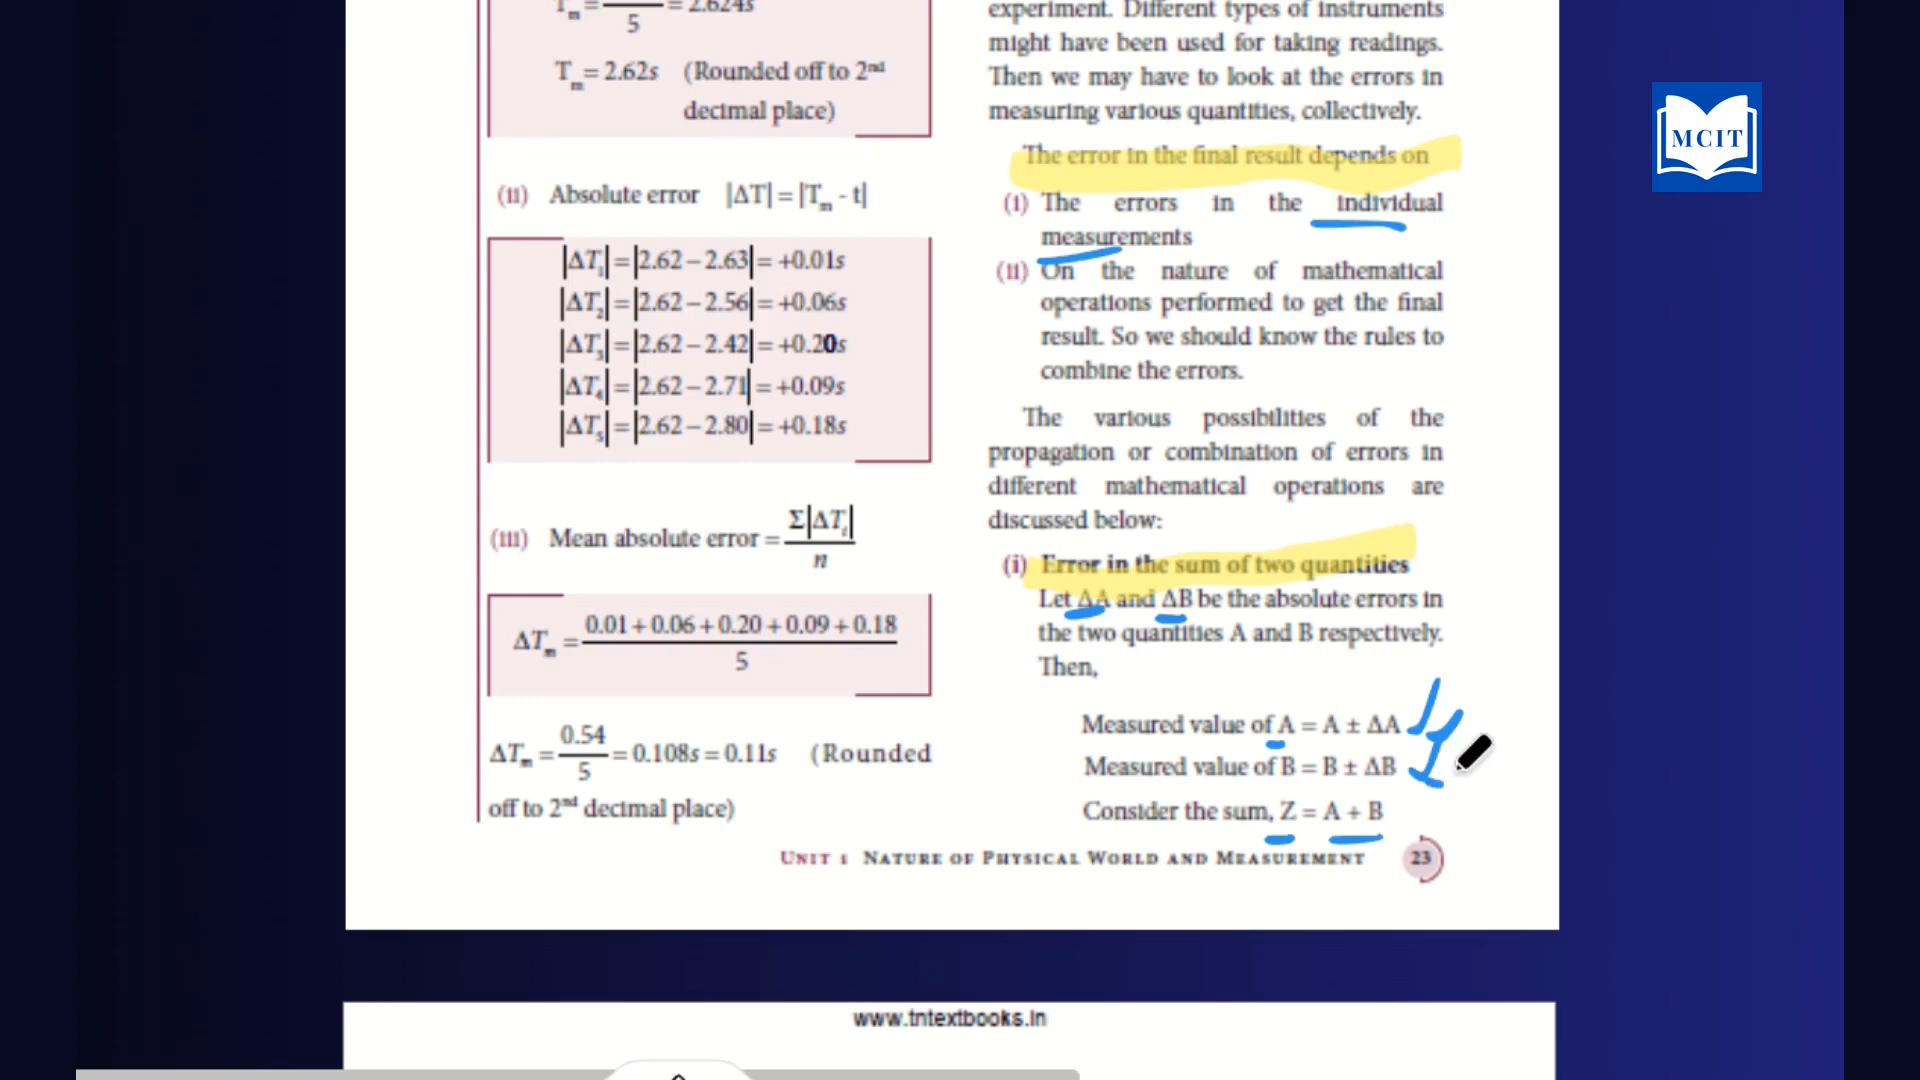 Tm = 5 = 2.624s
Tm = 2.62s (Rounded off to 2nd
decimal place)
(ii) Absolute error |ΔT| = |Tm - t|
|ΔT1| = |2.62 – 2.63| = +0.01s
|ΔT2| = |2.62 – 2.56| = +0.06s
|ΔT3| = |2.62 – 2.42| = +0.20s
|ΔT4| = |2.62 – 2.71| = +0.09s
|ΔT5| = |2.62 – 2.80| = +0.18s
(iii) Mean absolute error = Σ|ΔTi| / n
ΔTm = 0.01 + 0.06 + 0.20 + 0.09 + 0.18 / 5
ΔTm = 0.54 / 5 = 0.108s = 0.11s (Rounded
off to 2nd decimal place)
experiment. Different types of instruments
might have been used for taking readings.
Then we may have to look at the errors in
measuring various quantities, collectively.
The error in the final result depends on
(i) The errors in the individual
measurements
(ii) On the nature of mathematical
operations performed to get the final
result. So we should know the rules to
combine the errors.
The various possibilities of the
propagation or combination of errors in
different mathematical operations are
discussed below:
(i) Error in the sum of two quantities
Let ΔA and ΔB be the absolute errors in
the two quantities A and B respectively.
Then,
Measured value of A = A ± ΔA
Measured value of B = B ± ΔB
Consider the sum, Z = A + B
UNIT 1 NATURE OF PHYSICAL WORLD AND MEASUREMENT 23
www.tntextbooks.in
MCIT